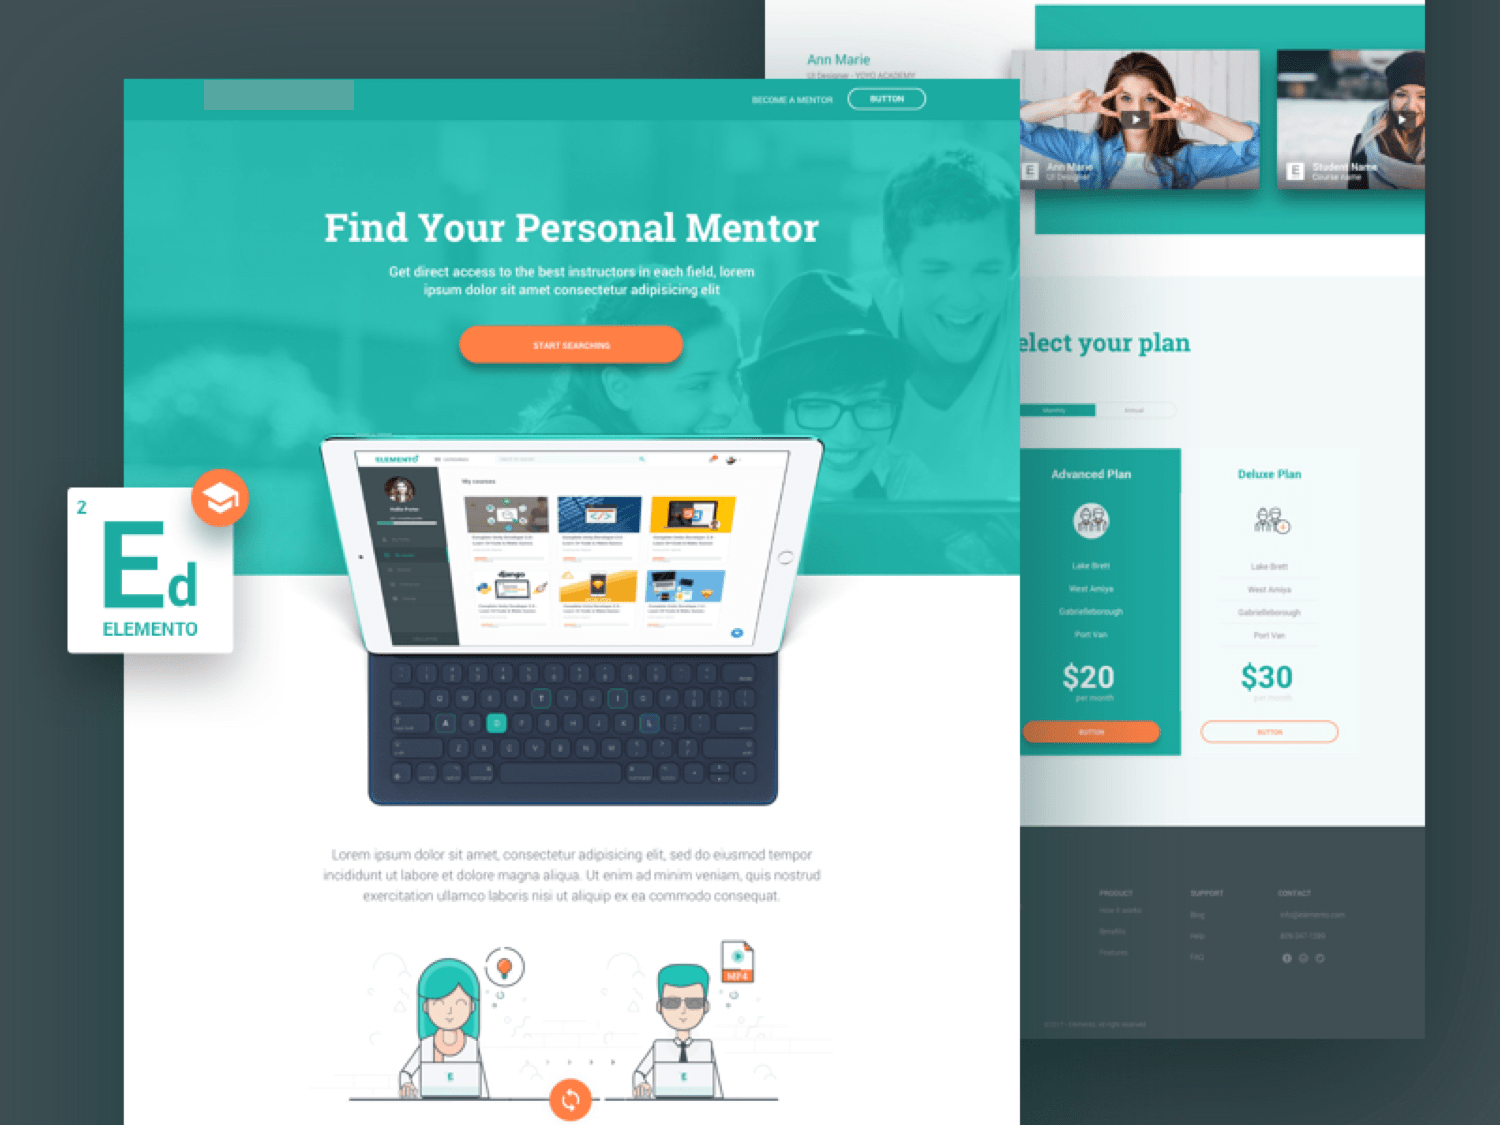 Ann Marie
UI Designer - YOYO ACADEMY
BECOME A MENTOR
BUTTON
Find Your Personal Mentor
Get direct access to the best instructors in each field, lorem
ipsum dolor sit amet consectetur adipisicing elit
START SEARCHING
E
Ann Marie
UI Designer
E
Student Name
Course name
elect your plan
Monthly
Annual
2
Ed
ELEMENTO
ELEMENTO
My courses
django
Advanced Plan
Lake Brett
West Amiya
Gabrielleborough
Port Van
$20
per month
BUTTON
Deluxe Plan
Lake Brett
West Amiya
Gabrielleborough
Port Van
$30
per month
BUTTON
Lorem ipsum dolor sit amet, consectetur adipisicing elit, sed do eiusmod tempor
incididunt ut labore et dolore magna aliqua. Ut enim ad minim veniam, quis nostrud
exercitation ullamco laboris nisi ut aliquip ex ea commodo consequat.
MP4
E
E
PRODUCT
How it works
Benefits
Features
SUPPORT
Blog
Help
FAQ
CONTACT
info@elemento.com